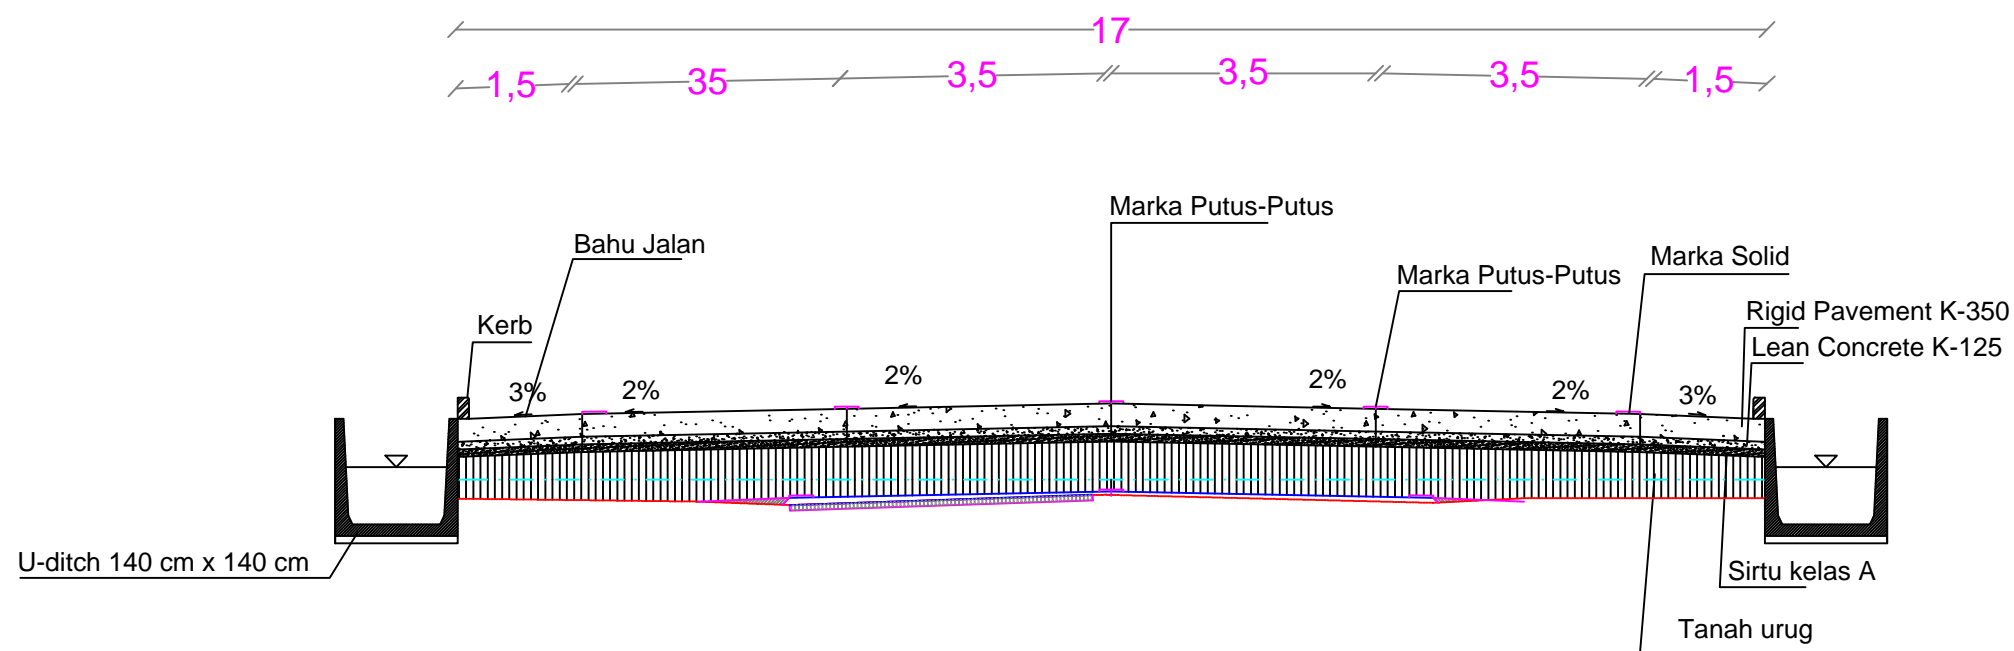 17
1,5 35 3,5 3,5 3,5 1,5
Marka Putus-Putus
Bahu Jalan
Marka Solid
Marka Putus-Putus
Kerb
Rigid Pavement K-350
Lean Concrete K-125
3% 2% 2% 2% 2% 3%
U-ditch 140 cm x 140 cm
Sirtu kelas A
Tanah urug